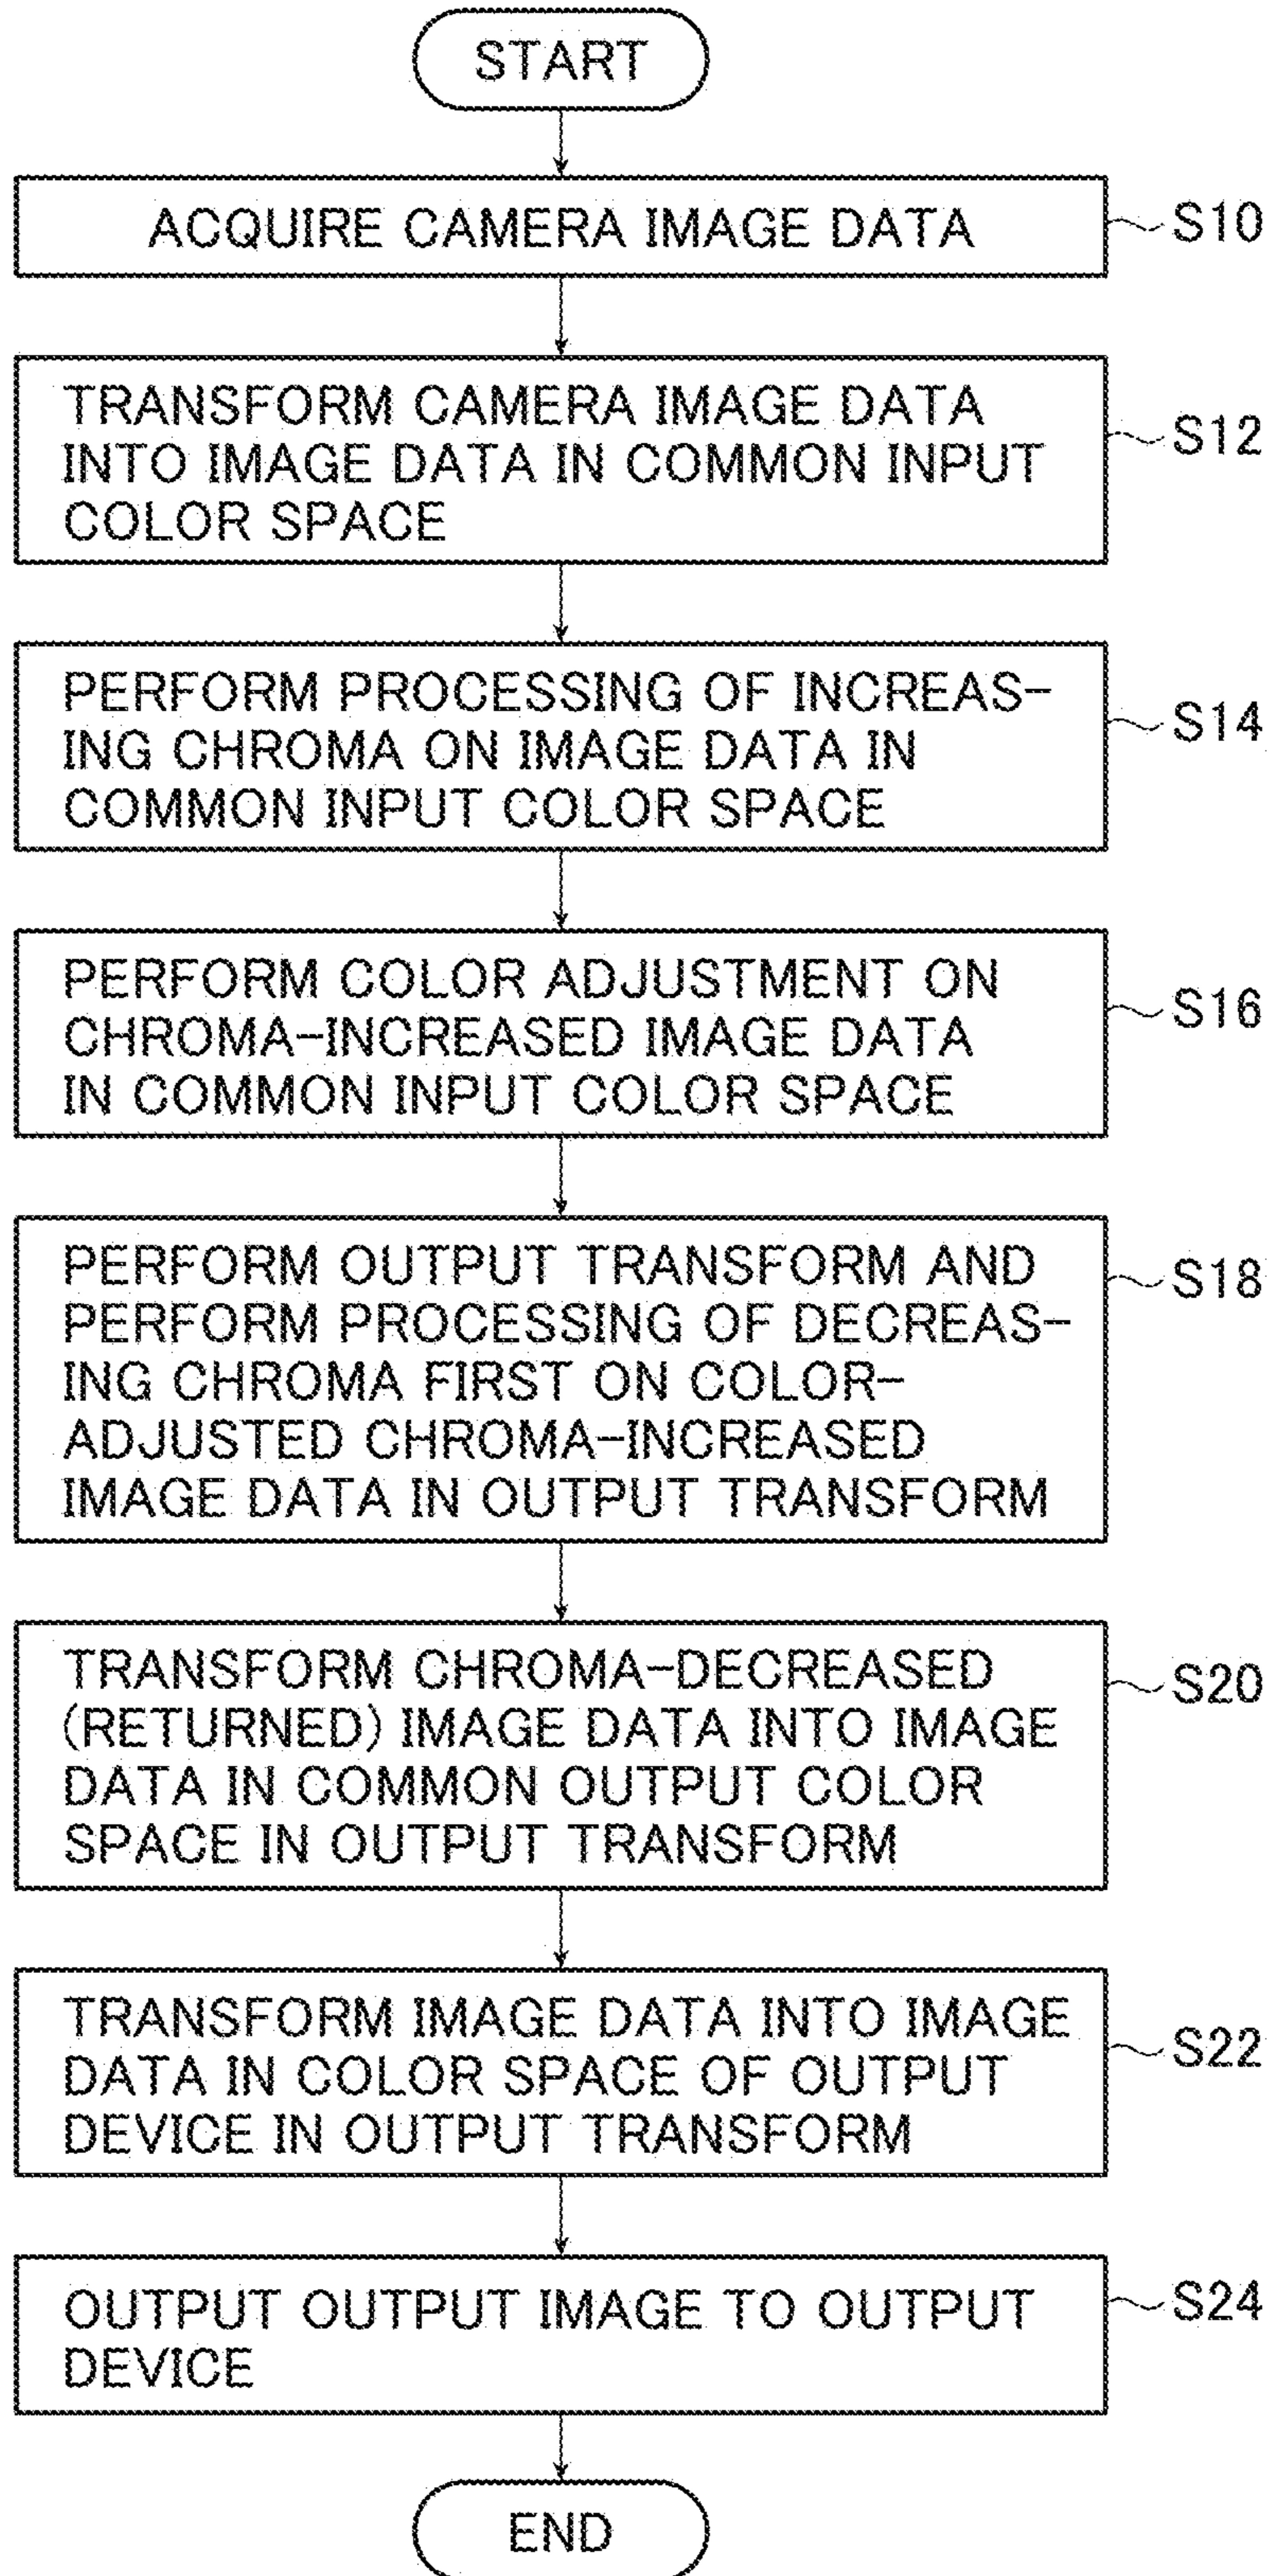 START
ACQUIRE CAMERA IMAGE DATA
S10
TRANSFORM CAMERA IMAGE DATA
INTO IMAGE DATA IN COMMON INPUT
COLOR SPACE
S12
PERFORM PROCESSING OF INCREAS-
ING CHROMA ON IMAGE DATA IN
COMMON INPUT COLOR SPACE
S14
PERFORM COLOR ADJUSTMENT ON
CHROMA-INCREASED IMAGE DATA
IN COMMON INPUT COLOR SPACE
S16
PERFORM OUTPUT TRANSFORM AND
PERFORM PROCESSING OF DECREAS-
ING CHROMA FIRST ON COLOR-
ADJUSTED CHROMA-INCREASED
IMAGE DATA IN OUTPUT TRANSFORM
S18
TRANSFORM CHROMA-DECREASED
(RETURNED) IMAGE DATA INTO IMAGE
DATA IN COMMON OUTPUT COLOR
SPACE IN OUTPUT TRANSFORM
S20
TRANSFORM IMAGE DATA INTO IMAGE
DATA IN COLOR SPACE OF OUTPUT
DEVICE IN OUTPUT TRANSFORM
S22
OUTPUT OUTPUT IMAGE TO OUTPUT
DEVICE
S24
END